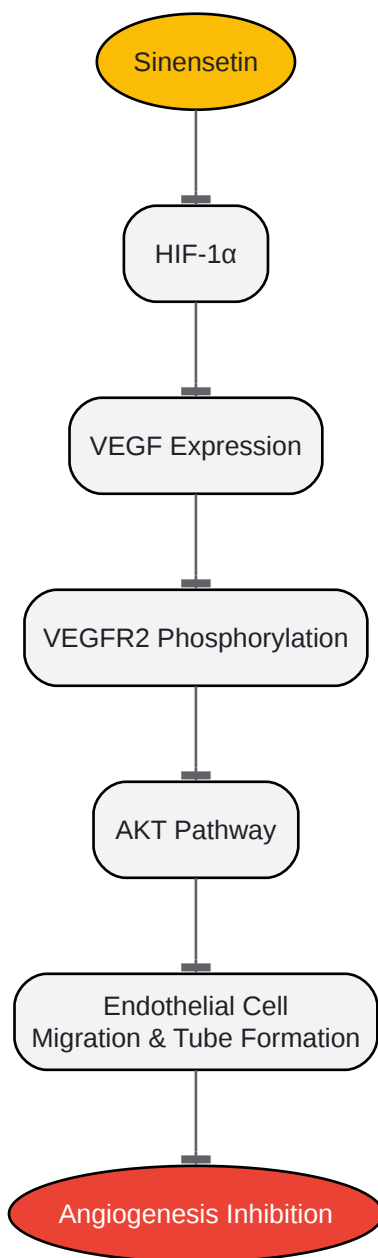 Sinensetin
HIF-1α
VEGF Expression
VEGFR2 Phosphorylation
AKT Pathway
Endothelial Cell
Migration & Tube Formation
Angiogenesis Inhibition